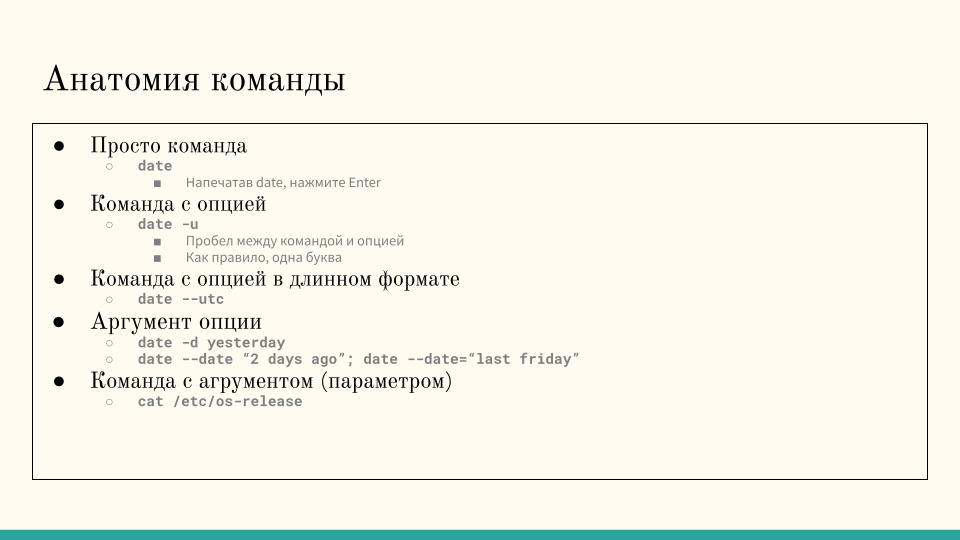 Анатомия команды
● Просто команда
○ date
■ Напечатав date, нажмите Enter
● Команда с опцией
○ date -u
■ Пробел между командой и опцией
■ Как правило, одна буква
● Команда с опцией в длинном формате
○ date --utc
● Аргумент опции
○ date -d yesterday
○ date --date “2 days ago”; date --date=“last friday”
● Команда с агрументом (параметром)
○ cat /etc/os-release